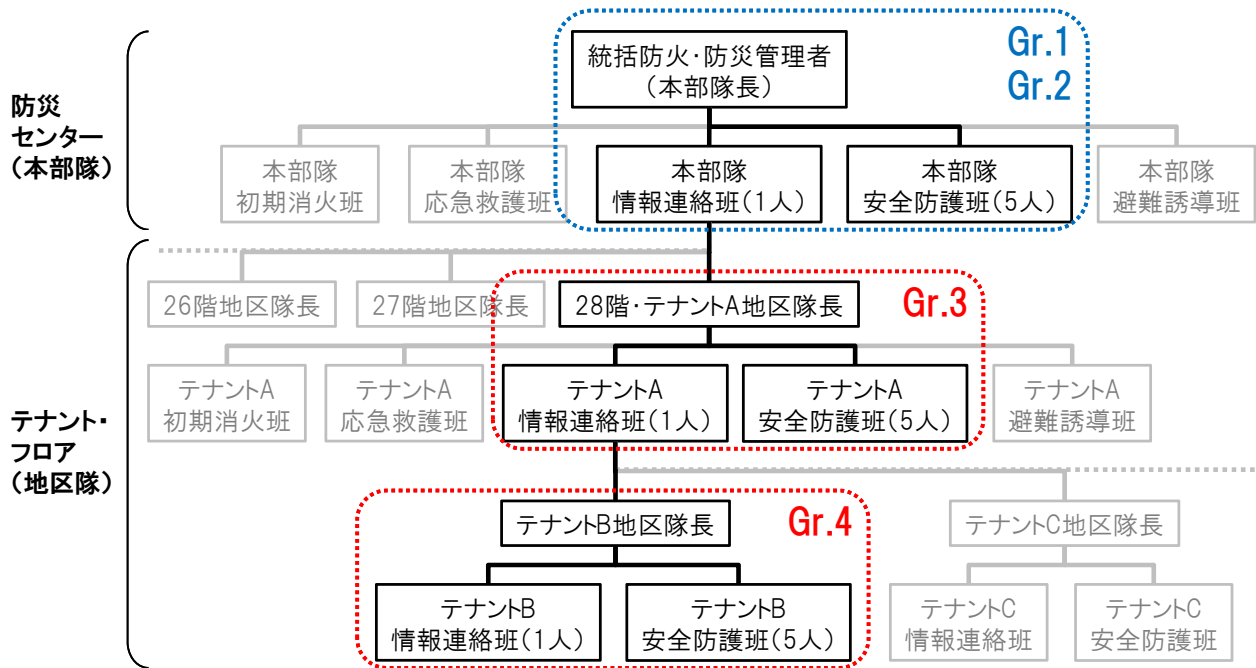 Gr.1
Gr.2
統括防火・防災管理者
(本部隊長)
防災
センター
(本部隊)
本部隊
初期消火班
本部隊
応急救護班
本部隊
情報連絡班(1人)
本部隊
安全防護班(5人)
本部隊
避難誘導班
26階地区隊長
27階地区隊長
28階・テナントA地区隊長
Gr.3
テナントA
初期消火班
テナントA
応急救護班
テナントA
情報連絡班(1人)
テナントA
安全防護班(5人)
テナントA
避難誘導班
テナント・
フロア
(地区隊)
テナントB地区隊長
Gr.4
テナントC地区隊長
テナントB
情報連絡班(1人)
テナントB
安全防護班(5人)
テナントC
情報連絡班
テナントC
安全防護班